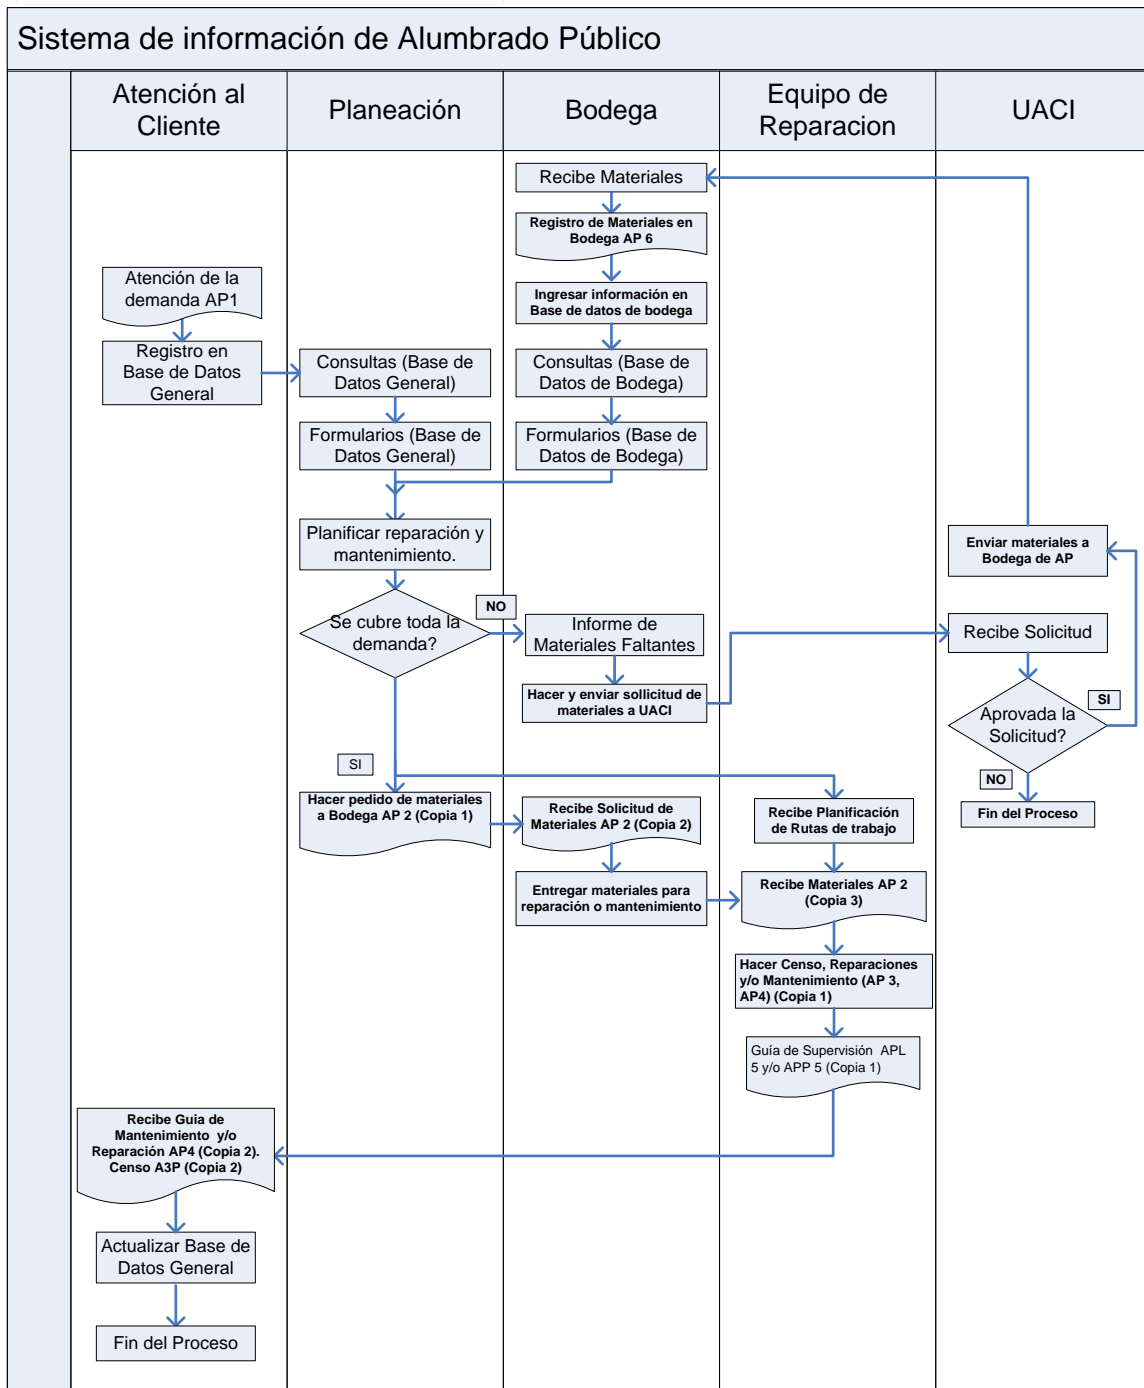 Sistema de información de Alumbrado Público
Atención al
Cliente
Planeación
Bodega
Equipo de
Reparacion
UACI
Recibe Materiales
Registro de Materiales en
Bodega AP 6
Atención de la
demanda AP1
Ingresar información en
Base de datos de bodega
Registro en
Base de Datos
General
Consultas (Base de
Datos General)
Consultas (Base de
Datos de Bodega)
Formularios (Base de
Datos General)
Formularios (Base de
Datos de Bodega)
Planificar reparación y
mantenimiento.
Enviar materiales a
Bodega de AP
NO
Se cubre toda la
demanda?
Informe de
Materiales Faltantes
Recibe Solicitud
Hacer y enviar sollicitud de
materiales a UACI
SI
Aprovada la
Solicitud?
SI
NO
Hacer pedido de materiales
a Bodega AP 2 (Copia 1)
Recibe Solicitud de
Materiales AP 2 (Copia 2)
Recibe Planificación
de Rutas de trabajo
Fin del Proceso
Entregar materiales para
reparación o mantenimiento
Recibe Materiales AP 2
(Copia 3)
Hacer Censo, Reparaciones
y/o Mantenimiento (AP 3,
AP4) (Copia 1)
Guía de Supervisión APL
5 y/o APP 5 (Copia 1)
Recibe Guia de
Mantenimiento y/o
Reparación AP4 (Copia 2).
Censo A3P (Copia 2)
Actualizar Base de
Datos General
Fin del Proceso